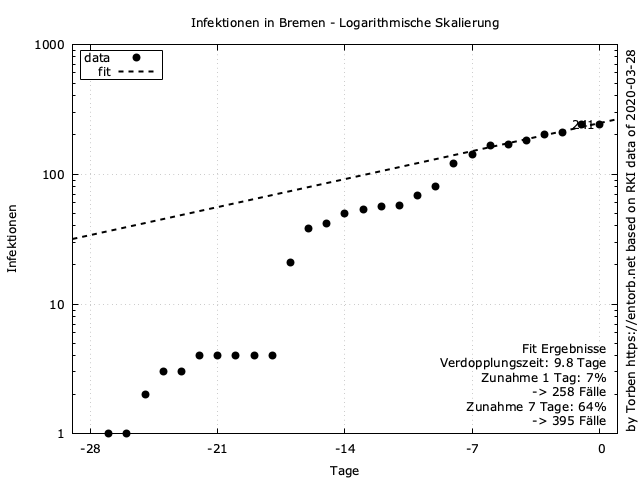 Infektionen in Bremen - Logarithmische Skalierung
1000
100
10
1
Infektionen
data
fit
241
Fit Ergebnisse
Verdopplungszeit: 9.8 Tage
Zunahme 1 Tag: 7%
-> 258 Fälle
Zunahme 7 Tage: 64%
-> 395 Fälle
-28 -21 -14 -7 0
Tage
by Torben https://entorb.net based on RKI data of 2020-03-28